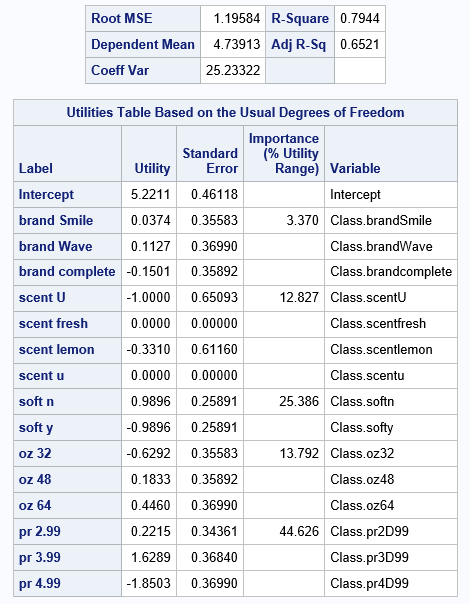 Root MSE 1.19584 R-Square 0.7944
Dependent Mean 4.73913 Adj R-Sq 0.6521
Coeff Var 25.23322
Utilities Table Based on the Usual Degrees of Freedom
Label Utility Standard Error Importance (% Utility Range) Variable
Intercept 5.2211 0.46118 Intercept
brand Smile 0.0374 0.35583 3.370 Class.brandSmile
brand Wave 0.1127 0.36990 Class.brandWave
brand complete -0.1501 0.35892 Class.brandcomplete
scent U -1.0000 0.65093 12.827 Class.scentU
scent fresh 0.0000 0.00000 Class.scentfresh
scent lemon -0.3310 0.61160 Class.scentlemon
scent u 0.0000 0.00000 Class.scentu
soft n 0.9896 0.25891 25.386 Class.softn
soft y -0.9896 0.25891 Class.softy
oz 32 -0.6292 0.35583 13.792 Class.oz32
oz 48 0.1833 0.35892 Class.oz48
oz 64 0.4460 0.36990 Class.oz64
pr 2.99 0.2215 0.34361 44.626 Class.pr2D99
pr 3.99 1.6289 0.36840 Class.pr3D99
pr 4.99 -1.8503 0.36990 Class.pr4D99